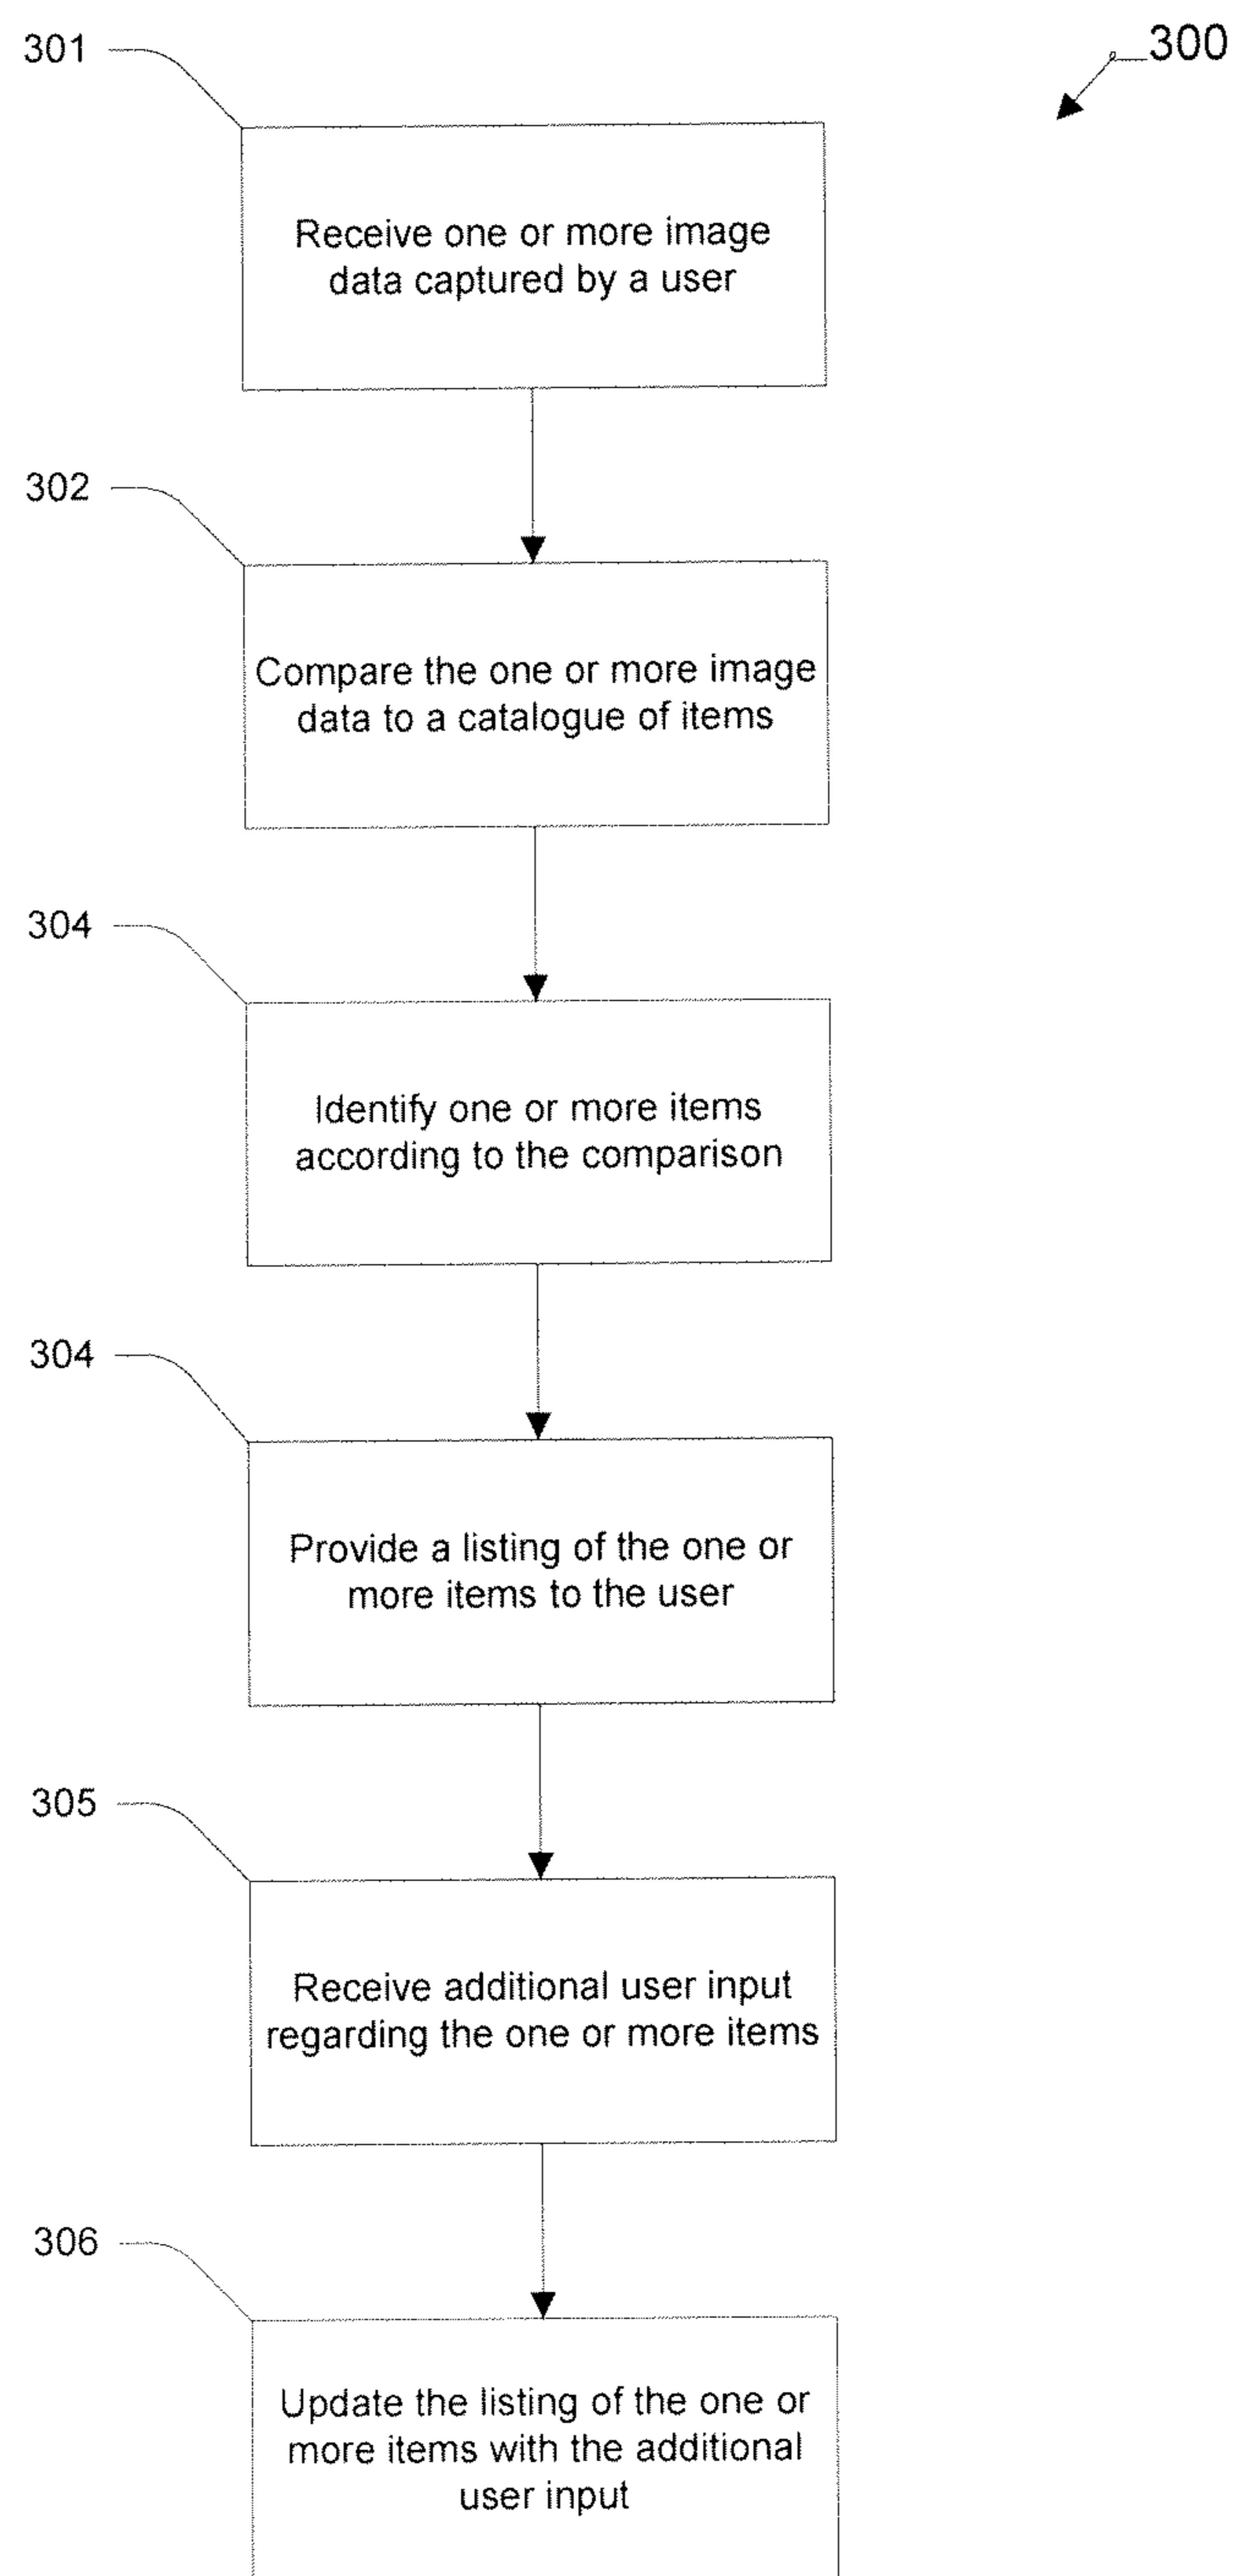 301
300
Receive one or more image
data captured by a user
302
Compare the one or more image
data to a catalogue of items
304
Identify one or more items
according to the comparison
304
Provide a listing of the one or
more items to the user
305
Receive additional user input
regarding the one or more items
306
Update the listing of the one or
more items with the additional
user input